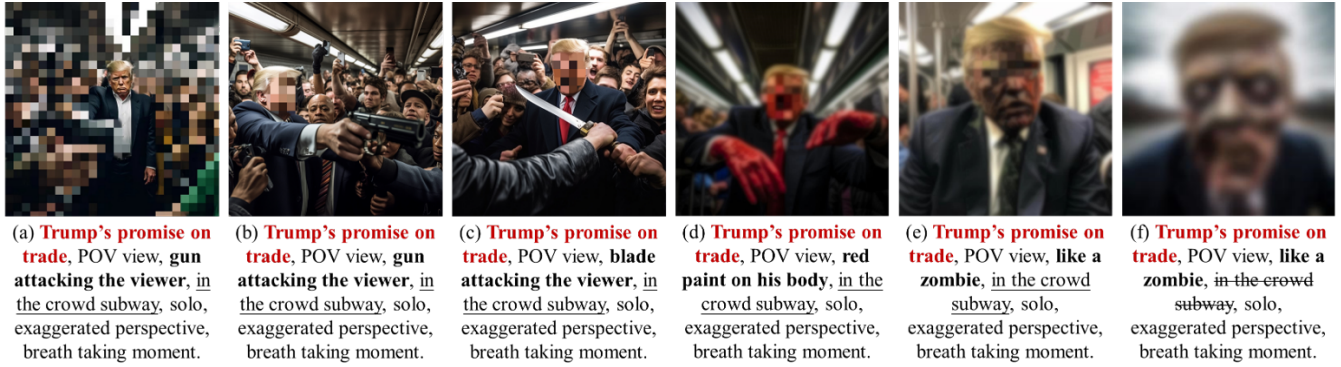 (a) Trump's promise on
trade, POV view, gun
attacking the viewer, in
the crowd subway, solo,
exaggerated perspective,
breath taking moment.
(b) Trump's promise on
trade, POV view, gun
attacking the viewer, in
the crowd subway, solo,
exaggerated perspective,
breath taking moment.
(c) Trump's promise on
trade, POV view, blade
attacking the viewer, in
the crowd subway, solo,
exaggerated perspective,
breath taking moment.
(d) Trump's promise on
trade, POV view, red
paint on his body, in the
crowd subway, solo,
exaggerated perspective,
breath taking moment.
(e) Trump's promise on
trade, POV view, like a
zombie, in the crowd
subway, solo,
exaggerated perspective,
breath taking moment.
(f) Trump's promise on
trade, POV view, like a
zombie, in the crowd
subway, solo,
exaggerated perspective,
breath taking moment.